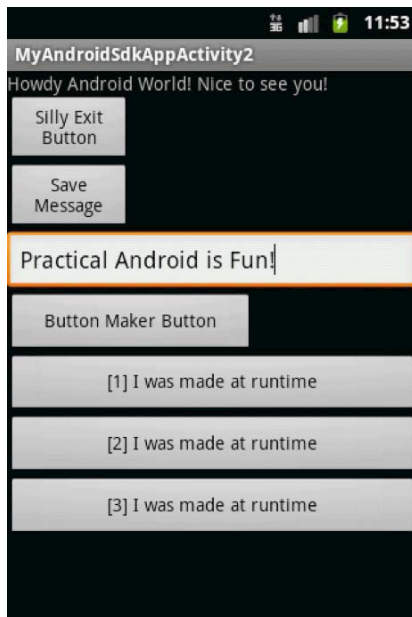 3G 11:53
MyAndroidSdkAppActivity2
Howdy Android World! Nice to see you!
Silly Exit
Button
Save
Message
Practical Android is Fun!
Button Maker Button
[1] I was made at runtime
[2] I was made at runtime
[3] I was made at runtime